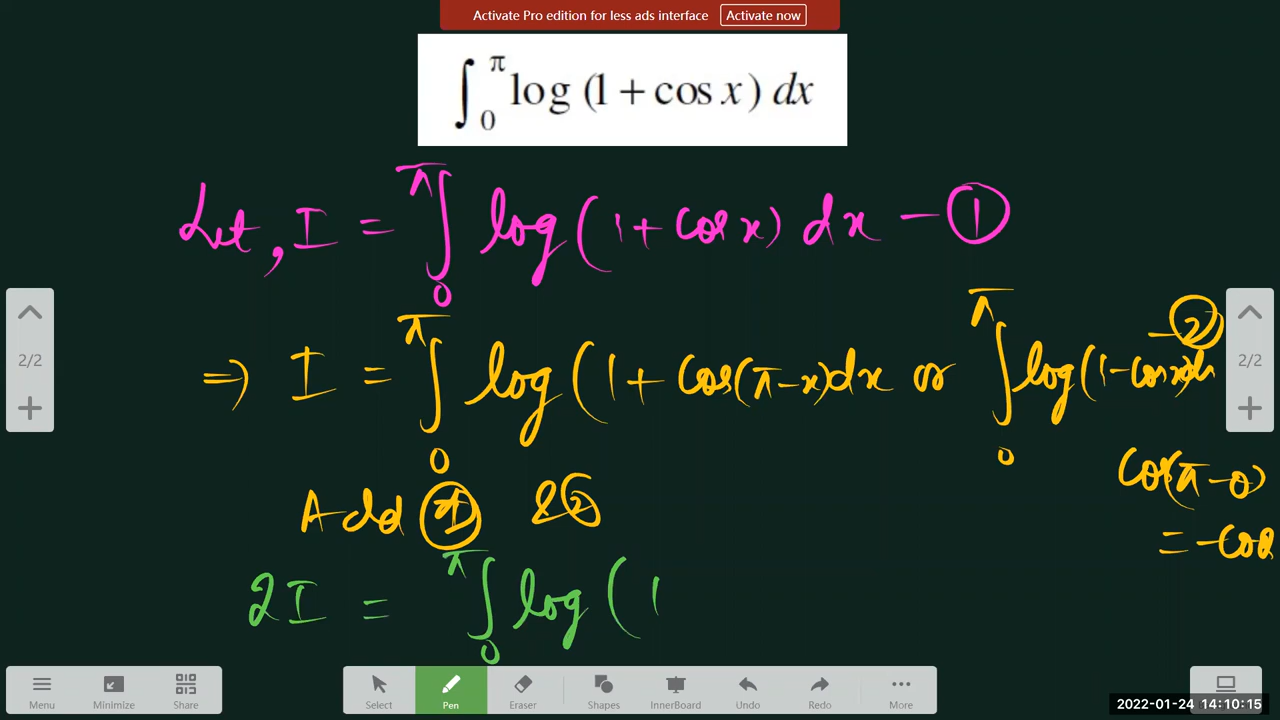 Activate Pro edition for less ads interface Activate now
∫₀^π log (1 + cos x) dx
Let, I = ∫₀^π log (1 + cos x) dx — ①
⇒ I = ∫₀^π log (1 + cos(π-x) dx or ∫₀^π log (1-cosx)dx — ②
cos(π-θ)
= -cosθ
Add ① & ②
2I = ∫₀^π log ( 1
2/2
2/2
Menu Minimize Share Select Pen Eraser Shapes InnerBoard Undo Redo More
2022-01-24 14:10:15